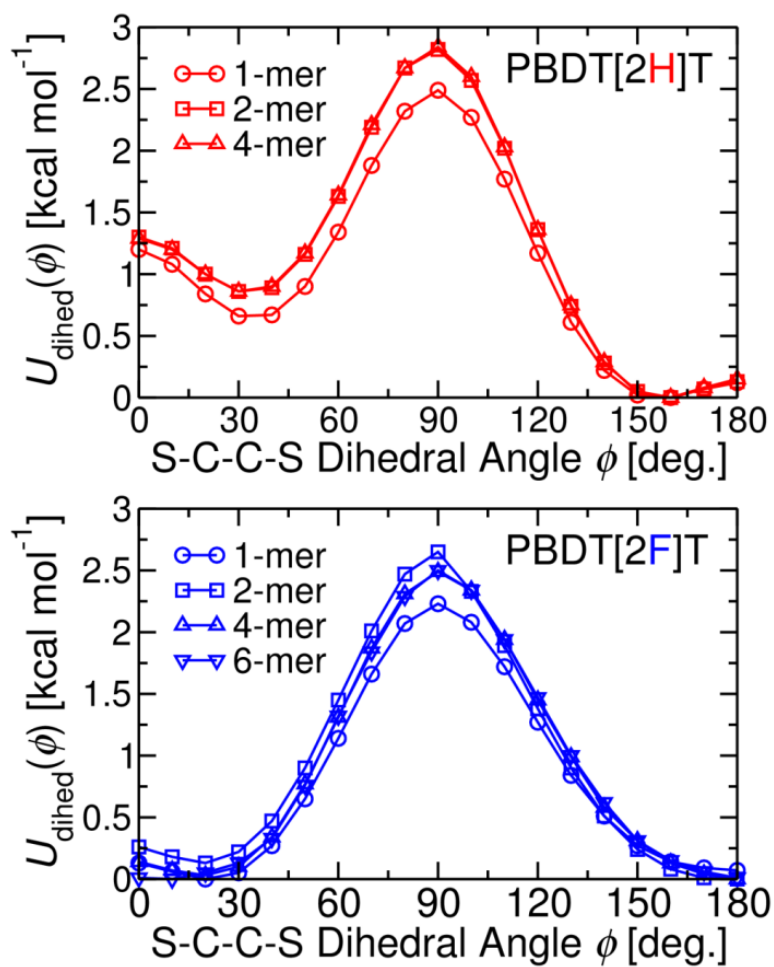 PBDT[2H]T
1-mer
2-mer
4-mer
U_dihed(ϕ) [kcal mol⁻¹]
3
2.5
2
1.5
1
0.5
0
0 30 60 90 120 150 180
S-C-C-S Dihedral Angle ϕ [deg.]
PBDT[2F]T
1-mer
2-mer
4-mer
6-mer
U_dihed(ϕ) [kcal mol⁻¹]
3
2.5
2
1.5
1
0.5
0
0 30 60 90 120 150 180
S-C-C-S Dihedral Angle ϕ [deg.]